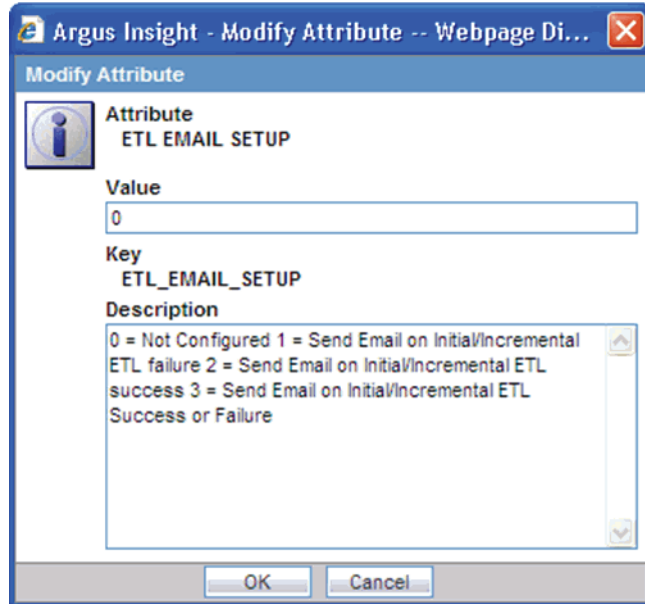 Argus Insight - Modify Attribute -- Webpage Di...
Modify Attribute
Attribute
ETL EMAIL SETUP
Value
0
Key
ETL_EMAIL_SETUP
Description
0 = Not Configured 1 = Send Email on Initial/Incremental
ETL failure 2 = Send Email on Initial/Incremental ETL
success 3 = Send Email on Initial/Incremental ETL
Success or Failure
OK Cancel